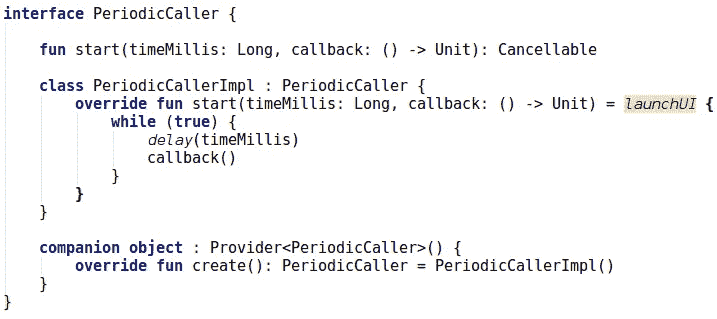 interface PeriodicCaller {
fun start(timeMillis: Long, callback: () -> Unit): Cancellable
class PeriodicCallerImpl : PeriodicCaller {
override fun start(timeMillis: Long, callback: () -> Unit) = launchUI {
while (true) {
delay(timeMillis)
callback()
}
}
}
companion object : Provider<PeriodicCaller>() {
override fun create(): PeriodicCaller = PeriodicCallerImpl()
}
}